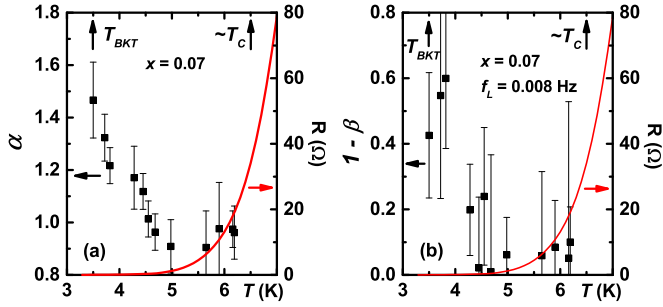 1.8
1.6
1.4
1.2
1.0
0.8
α
T_BKT
~T_C
x = 0.07
(a)
80
60
40
20
0
R (Ω)
3
4
5
6
T (K)
0.8
0.6
0.4
0.2
0.0
1 - β
T_BKT
~T_C
x = 0.07
f_L = 0.008 Hz
(b)
80
60
40
20
0
R (Ω)
3
4
5
6
T (K)